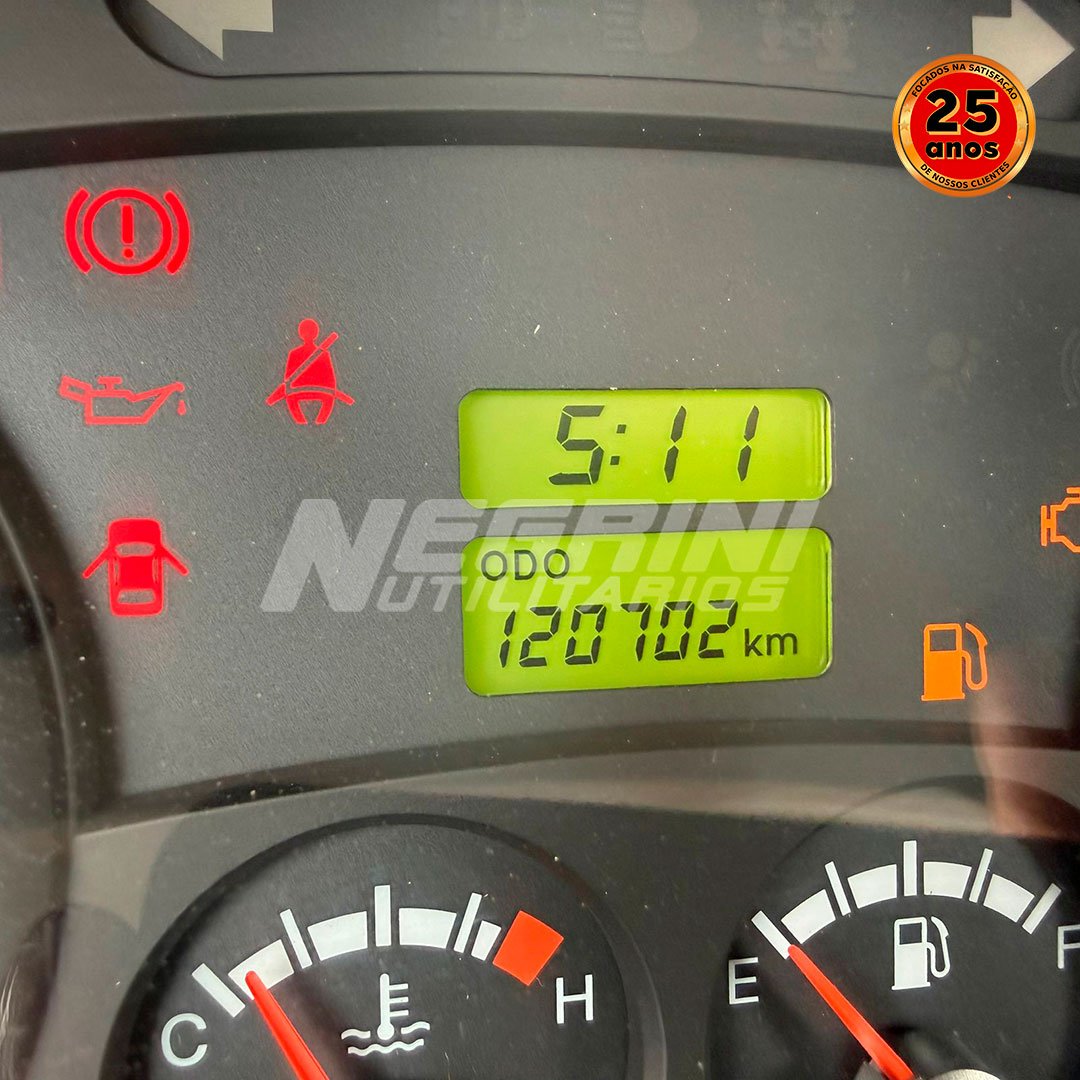 FOCADOS NA SATISFAÇÃO
25
anos
DE NOSSOS CLIENTES
5:11
NEGRINI
UTILITÁRIOS
ODO
120702 km
C
H
E
F